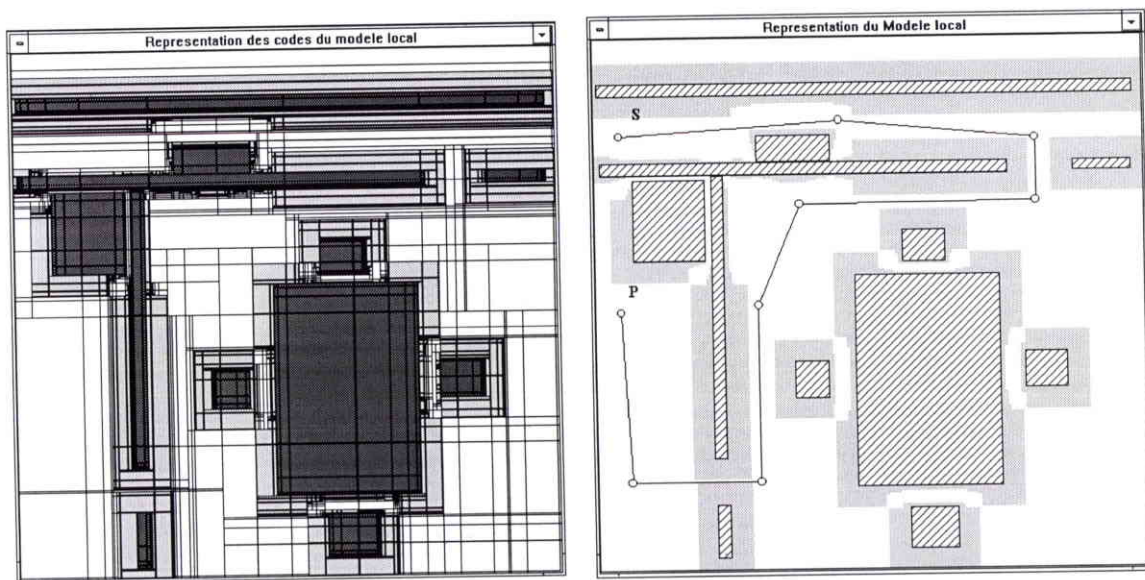 Representation des codes du modele local
Representation du Modele local
S
P